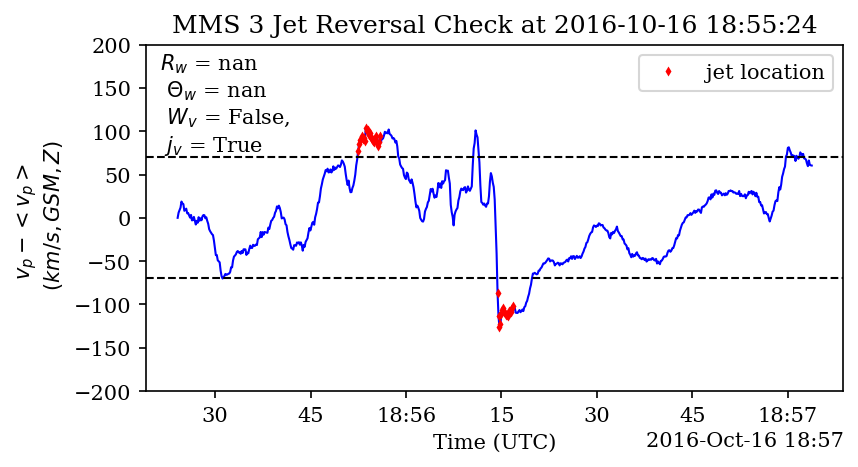 MMS 3 Jet Reversal Check at 2016-10-16 18:55:24
R_w = nan
Θ_w = nan
W_v = False,
j_v = True
jet location
200
150
100
50
0
−50
−100
−150
−200
v_p − < v_p >
(km/s, GSM, Z)
30 45 18:56 15 30 45 18:57
Time (UTC)
2016-Oct-16 18:57